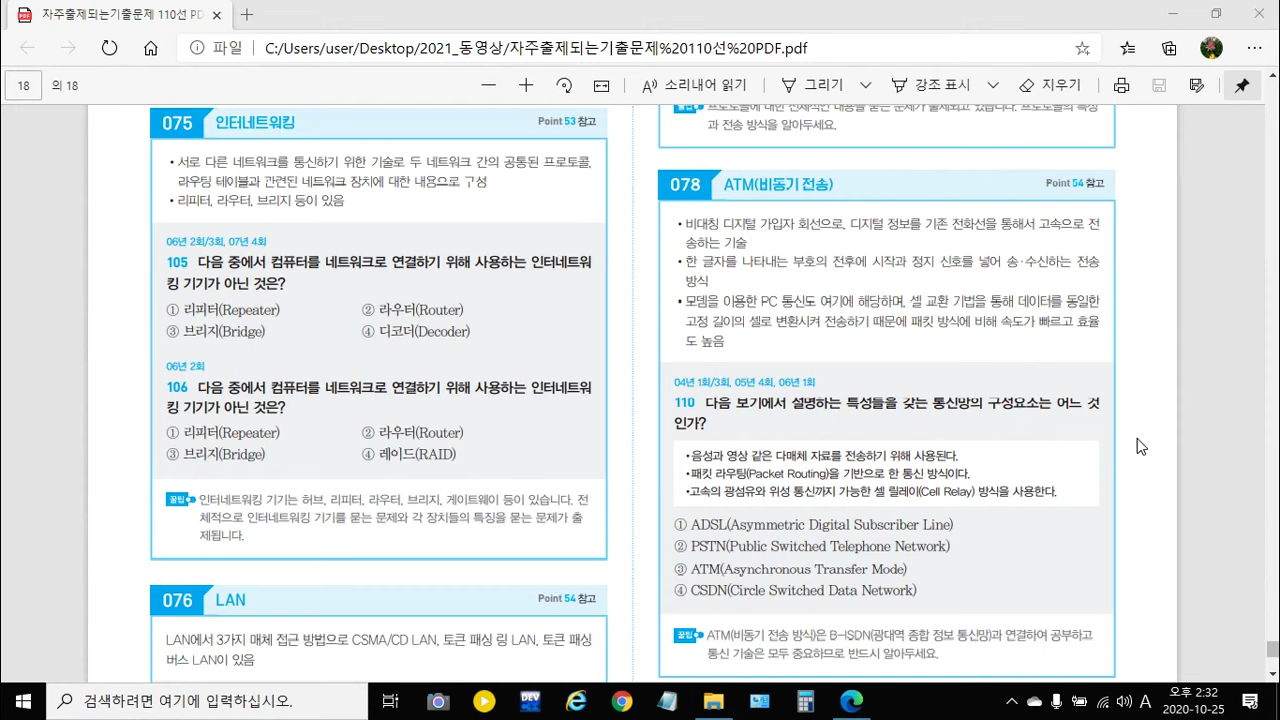 자주출제되는기출문제 110선 PD
파일
C:/Users/user/Desktop/2021_동영상/자주출제되는기출문제%20110선%20PDF.pdf
18
의 18
소리내어 읽기
그리기
강조 표시
지우기
075 인터네트워킹
Point 53 참고
• 서로 다른 네트워크를 통신하기 위한 기술로 두 네트워크 간의 공통된 프로토콜,
라우팅 테이블과 관련된 네트워크 장치에 대한 내용으로 구성
• 리피터, 라우터, 브리지 등이 있음
06년 2회/3회, 07년 4회
105 다음 중에서 컴퓨터를 네트워크로 연결하기 위해 사용하는 인터네트워
킹 기기가 아닌 것은?
① 리피터(Repeater)
② 라우터(Router)
③ 브리지(Bridge)
④ 디코더(Decoder)
06년 2회
106 다음 중에서 컴퓨터를 네트워크로 연결하기 위해 사용하는 인터네트워
킹 기기가 아닌 것은?
① 리피터(Repeater)
② 라우터(Router)
③ 브리지(Bridge)
④ 레이드(RAID)
꿀팁 인터네트워킹 기기는 허브, 리피터, 라우터, 브리지, 게이트웨이 등이 있습니다. 전
체적으로 인터네트워킹 기기를 묻는 문제와 각 장치들의 특징을 묻는 문제가 출
제됩니다.
076 LAN
Point 54 참고
LAN에서 3가지 매체 접근 방법으로 CSMA/CD LAN, 토큰 패싱 링 LAN, 토큰 패싱
버스 LAN이 있음
프로토콜에 대한 전체적인 내용을 묻는 문제가 출제되고 있습니다. 프로토콜의 특징
과 전송 방식을 알아두세요.
078 ATM(비동기 전송)
Point 54 참고
• 비대칭 디지털 가입자 회선으로, 디지털 정보를 기존 전화선을 통해서 고속으로 전
송하는 기술
• 한 글자를 나타내는 부호의 전후에 시작과 정지 신호를 넣어 송·수신하는 전송
방식
• 모뎀을 이용한 PC 통신도 여기에 해당하며, 셀 교환 기법을 통해 데이터를 동일한
고정 길이의 셀로 변환시켜 전송하기 때문에 패킷 방식에 비해 속도가 빠르고 효율
도 높음
04년 1회/3회, 05년 4회, 06년 1회
110 다음 보기에서 설명하는 특성들을 갖는 통신망의 구성요소는 어느 것
인가?
• 음성과 영상 같은 다매체 자료를 전송하기 위해 사용된다.
• 패킷 라우팅(Packet Routing)을 기반으로 한 통신 방식이다.
• 고속의 광섬유와 위성 통신까지 가능한 셀 릴레이(Cell Relay) 방식을 사용한다.
① ADSL(Asymmetric Digital Subscriber Line)
② PSTN(Public Switched Telephone Network)
③ ATM(Asynchronous Transfer Mode)
④ CSDN(Circle Switched Data Network)
꿀팁 ATM(비동기 전송 방식)은 B-ISDN(광대역 종합 정보 통신망)과 연결하여 공부하고
통신 기술은 모두 중요하므로 반드시 알아두세요.
검색하려면 여기에 입력하십시오.
DEV
A
오후 2:32
2020-10-25